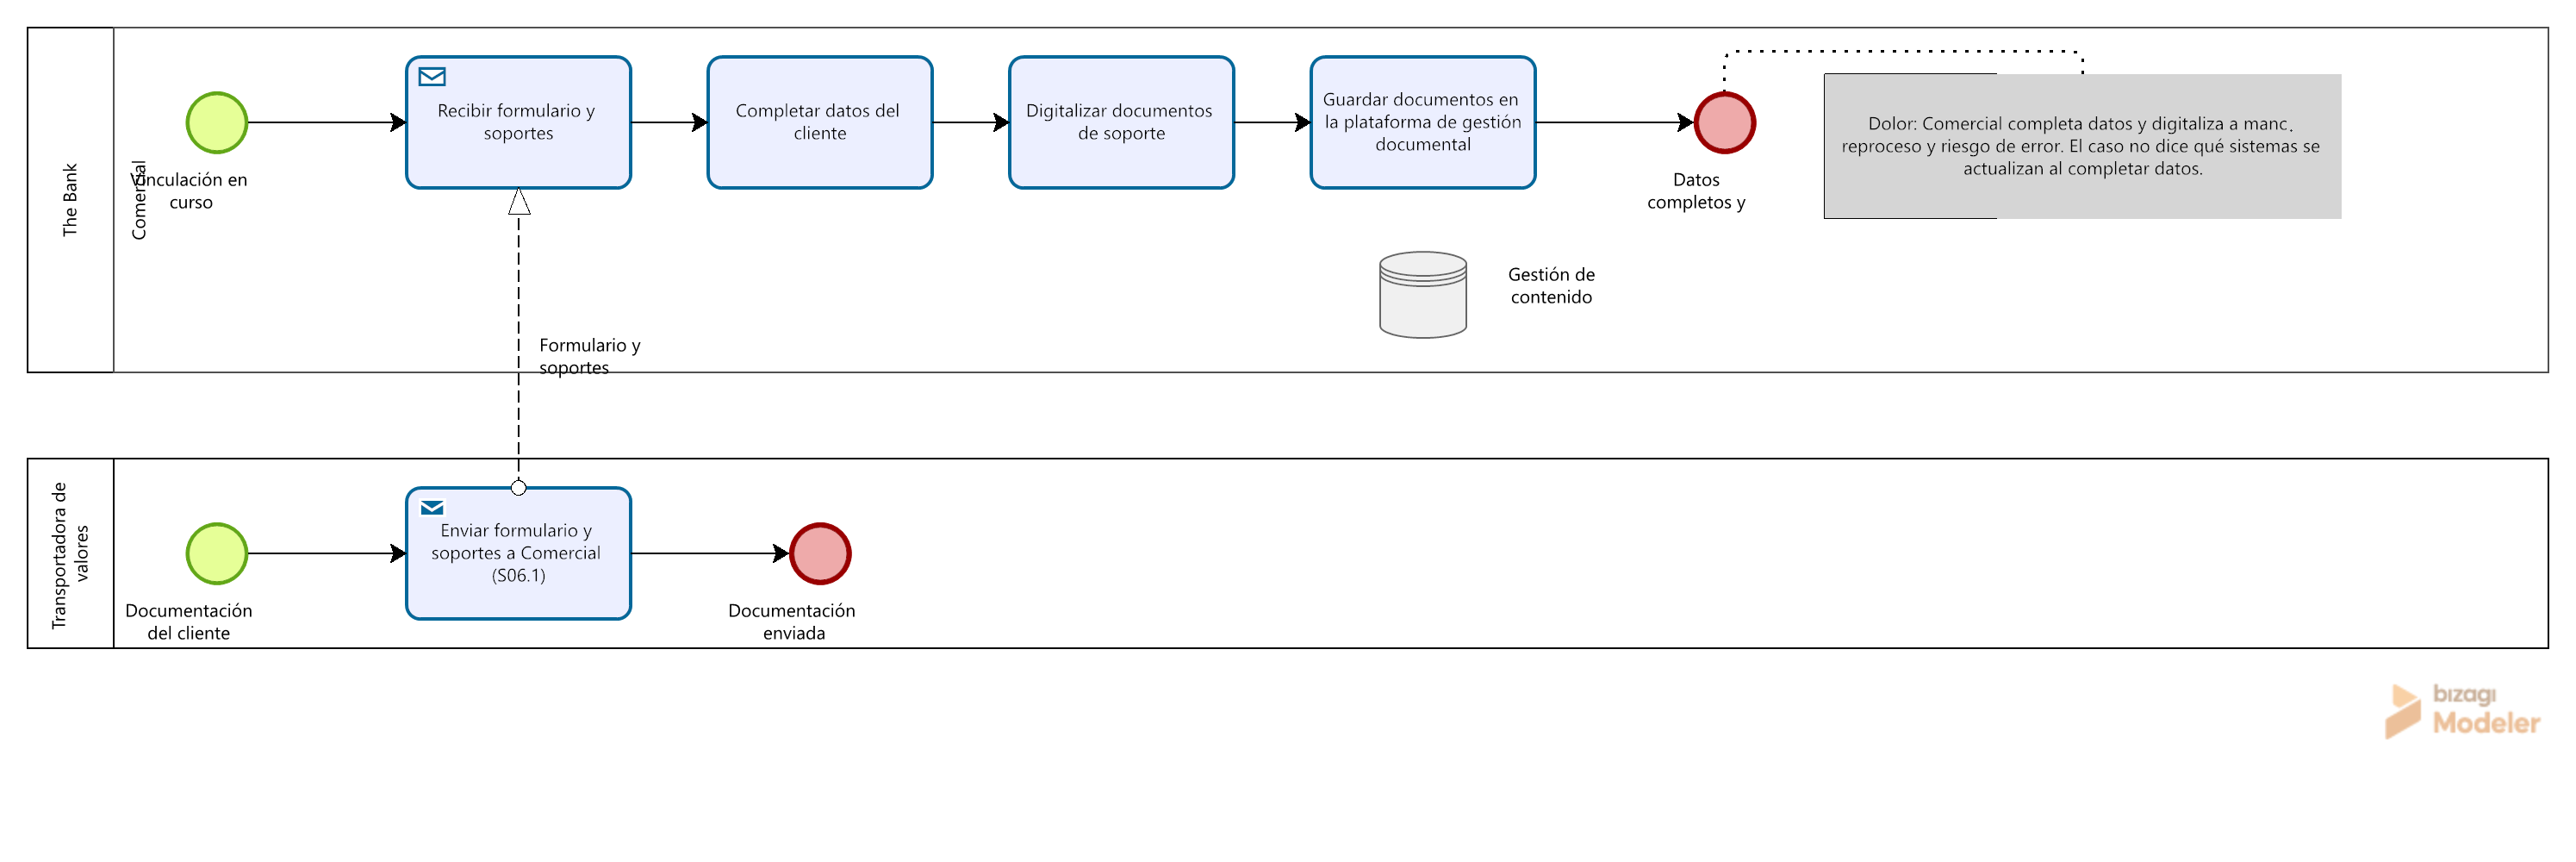 The Bank
Comercial
Vinculación en
curso
Recibir formulario y
soportes
Completar datos del
cliente
Digitalizar documentos
de soporte
Guardar documentos en
la plataforma de gestión
documental
Datos
completos y
Dolor: Comercial completa datos y digitaliza a manc.
reproceso y riesgo de error. El caso no dice qué sistemas se
actualizan al completar datos.
Gestión de
contenido
Formulario y
soportes
Transportadora de
valores
Documentación
del cliente
Enviar formulario y
soportes a Comercial
(S06.1)
Documentación
enviada
bizagi
Modeler